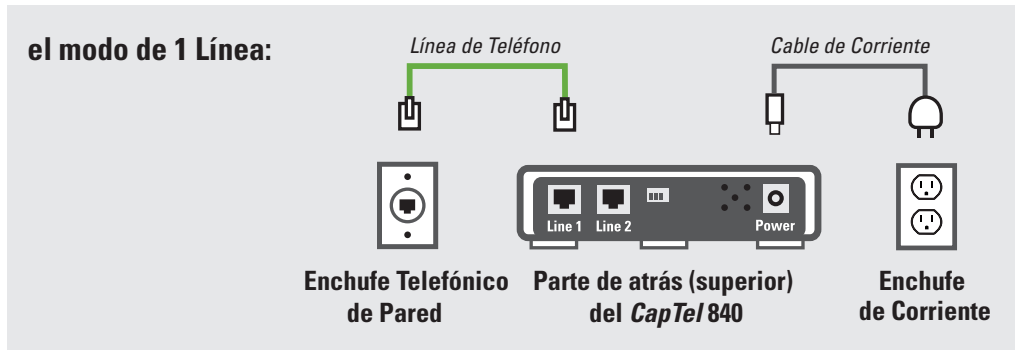 el modo de 1 Línea:
Línea de Teléfono
Cable de Corriente
Line 1 Line 2 Power
Enchufe Telefónico
de Pared
Parte de atrás (superior)
del CapTel 840
Enchufe
de Corriente